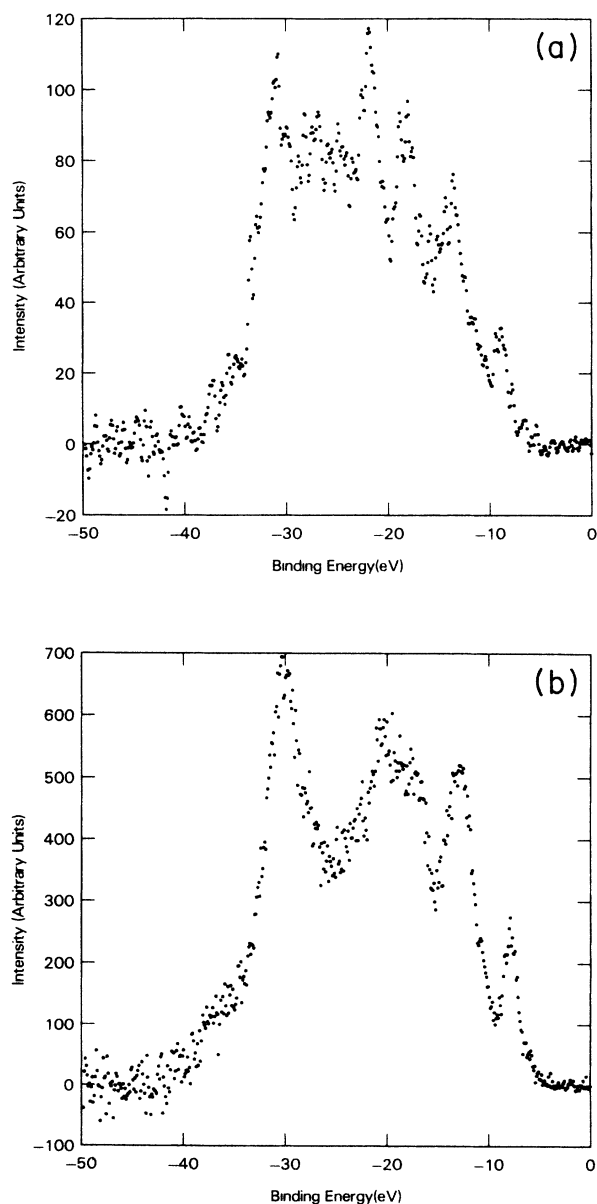 (a)
120
100
80
60
40
20
0
−20
Intensity (Arbitrary Units)
−50 −40 −30 −20 −10 0
Binding Energy(eV)
(b)
700
600
500
400
300
200
100
0
−100
Intensity (Arbitrary Units)
−50 −40 −30 −20 −10 0
Binding Energy (eV)